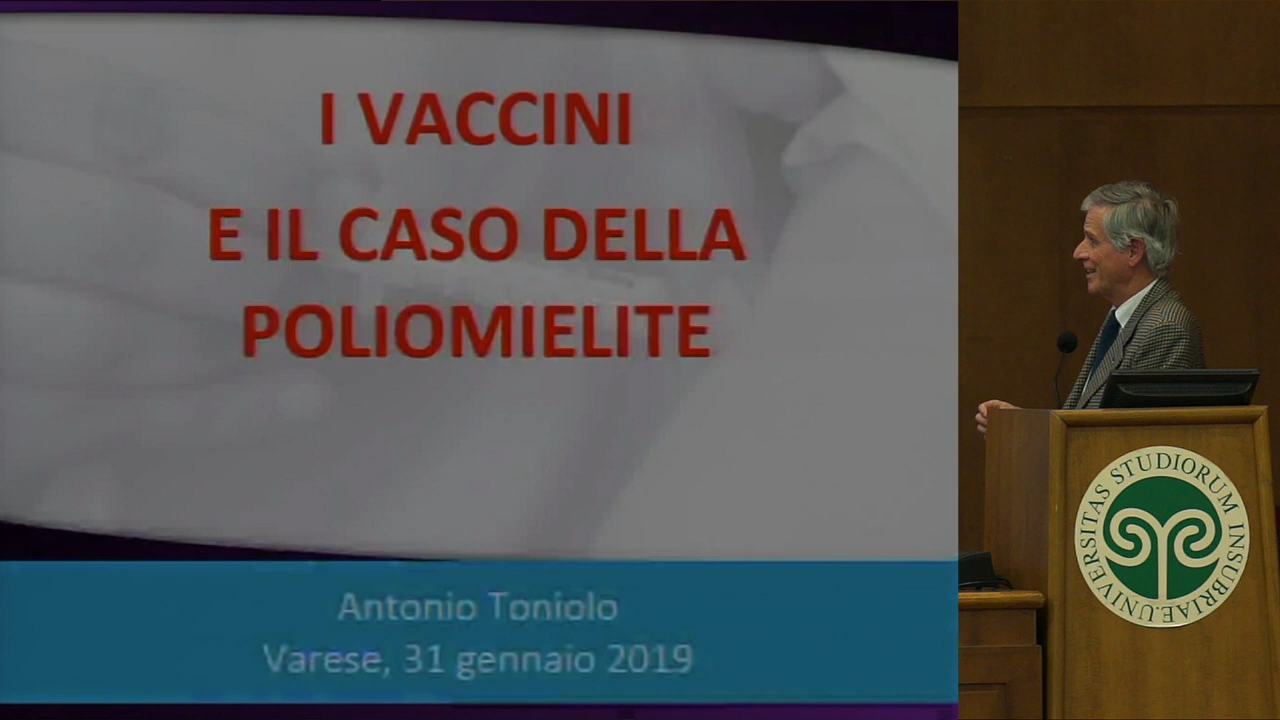 I VACCINI
E IL CASO DELLA
POLIOMIELITE
Antonio Toniolo
Varese, 31 gennaio 2019
UNIVERSITAS STUDIORUM INSUBRIAE.